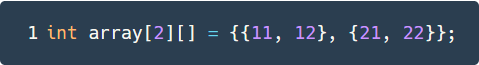 1 int array[2][] = {{11, 12}, {21, 22}};